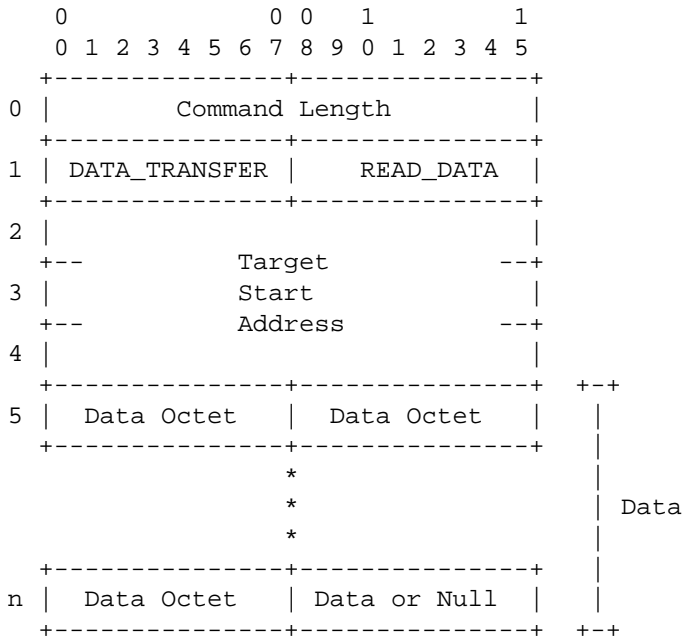 0             0 0   1           1
    0 1 2 3 4 5 6 7 8 9 0 1 2 3 4 5
   +---------------+---------------+
0  |        Command Length         |
   +---------------+---------------+
1  | DATA_TRANSFER |    READ_DATA  |
   +---------------+---------------+
2  |                               |
   +--          Target           --+
3  |            Start              |
   +--          Address          --+
4  |                               |
   +---------------+---------------+  +-+
5  |  Data Octet   |  Data Octet   |   |
   +---------------+---------------+   |
                   *                   |
                   *                   | Data
                   *                   |
   +---------------+---------------+   |
n  |  Data Octet   | Data or Null  |   |
   +---------------+---------------+  +-+